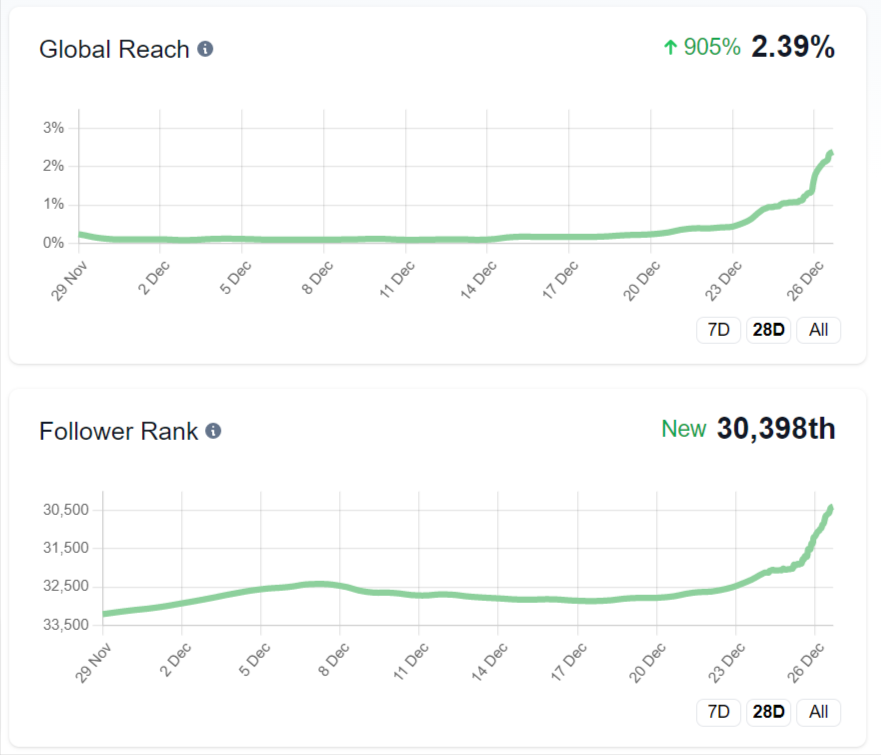 Global Reach
↑ 905% 2.39%
3%
2%
1%
0%
29 Nov
2 Dec
5 Dec
8 Dec
11 Dec
14 Dec
17 Dec
20 Dec
23 Dec
26 Dec
7D 28D All
Follower Rank
New 30,398th
30,500
31,500
32,500
33,500
29 Nov
2 Dec
5 Dec
8 Dec
11 Dec
14 Dec
17 Dec
20 Dec
23 Dec
26 Dec
7D 28D All